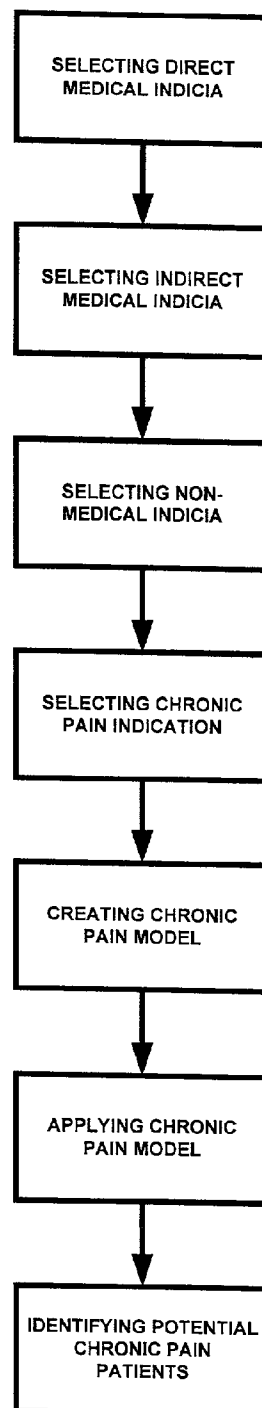 SELECTING DIRECT
MEDICAL INDICIA
SELECTING INDIRECT
MEDICAL INDICIA
SELECTING NON-
MEDICAL INDICIA
SELECTING CHRONIC
PAIN INDICATION
CREATING CHRONIC
PAIN MODEL
APPLYING CHRONIC
PAIN MODEL
IDENTIFYING POTENTIAL
CHRONIC PAIN
PATIENTS